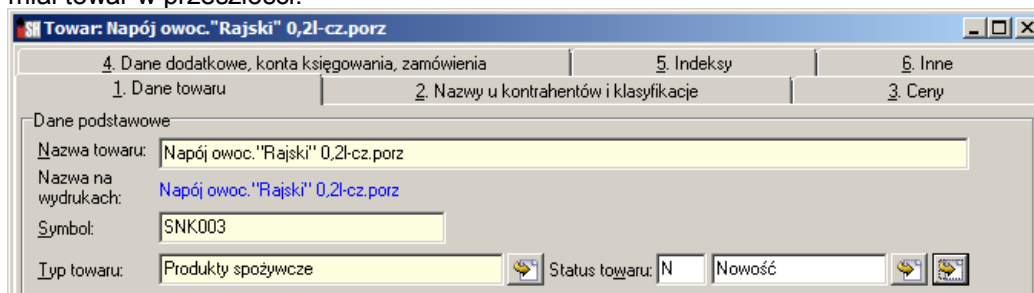 miał towar w przeszłości.
SH Towar: Napój owoc."Rajski" 0,2l-cz.porz
4. Dane dodatkowe, konta księgowania, zamówienia 5. Indeksy 6. Inne
1. Dane towaru 2. Nazwy u kontrahentów i klasyfikacje 3. Ceny
Dane podstawowe
Nazwa towaru: Napój owoc."Rajski" 0,2l-cz.porz
Nazwa na
wydrukach: Napój owoc."Rajski" 0,2l-cz.porz
Symbol: SNK003
Typ towaru: Produkty spożywcze Status towaru: N Nowość